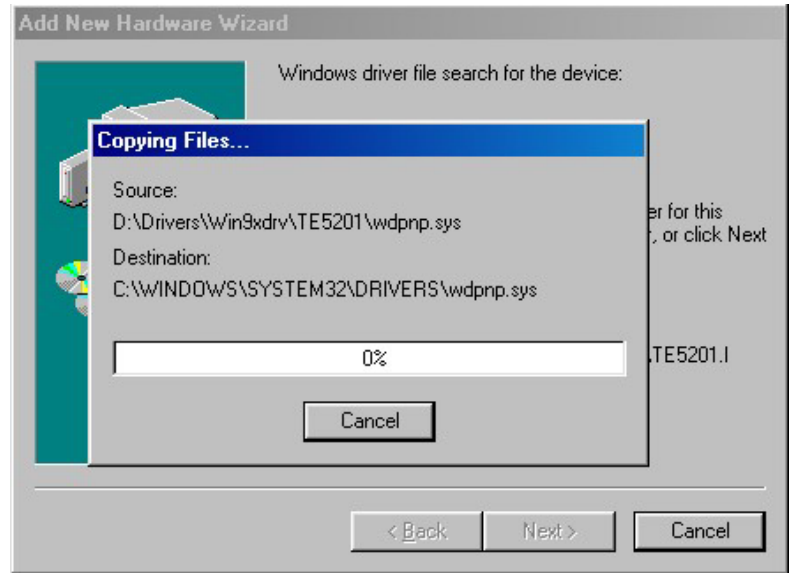 Add New Hardware Wizard
Windows driver file search for the device:
Copying Files...
Source:
D:\Drivers\Win9xdrv\TE5201\wdpnp.sys
Destination:
C:\WINDOWS\SYSTEM32\DRIVERS\wdpnp.sys
er for this
, or click Next
0%
TE5201.I
Cancel
< Back
Next >
Cancel